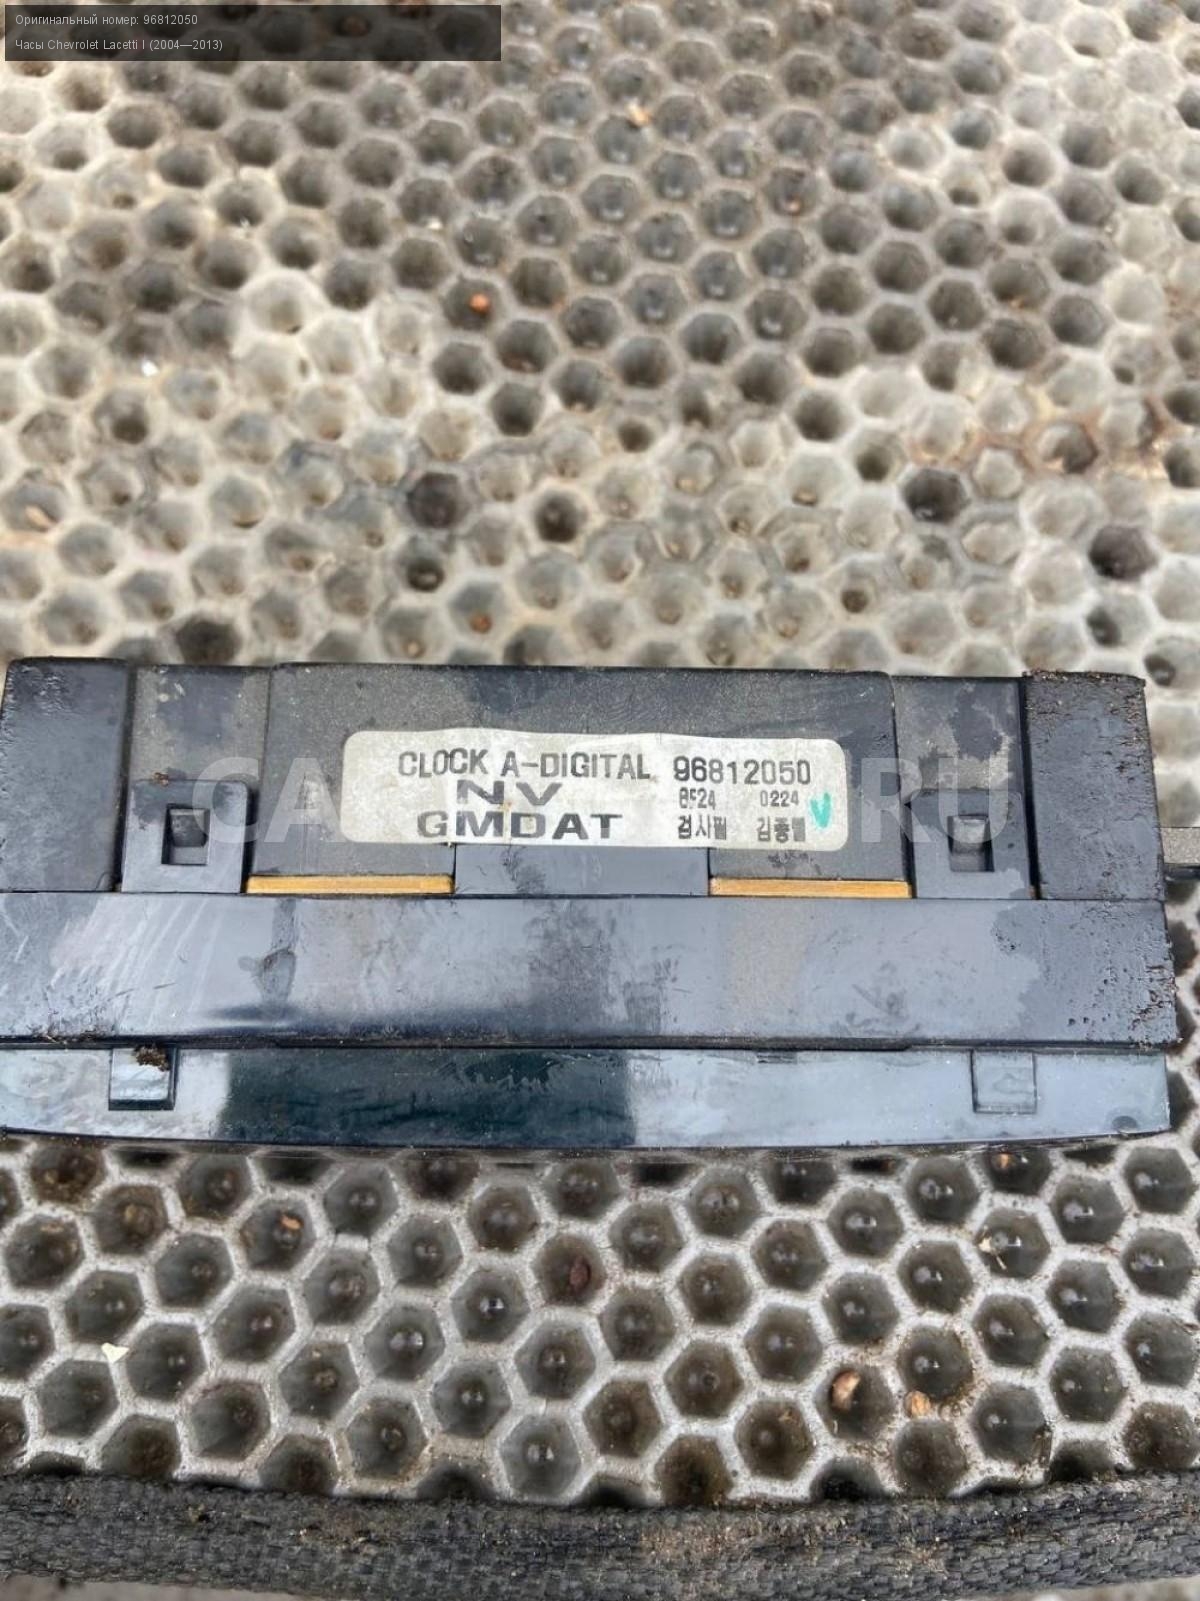 Оригинальный номер: 96812050
Часы Chevrolet Lacetti I (2004—2013)
CLOCK A-DIGITAL 96812050
NV 0224
GMDAT 검사필